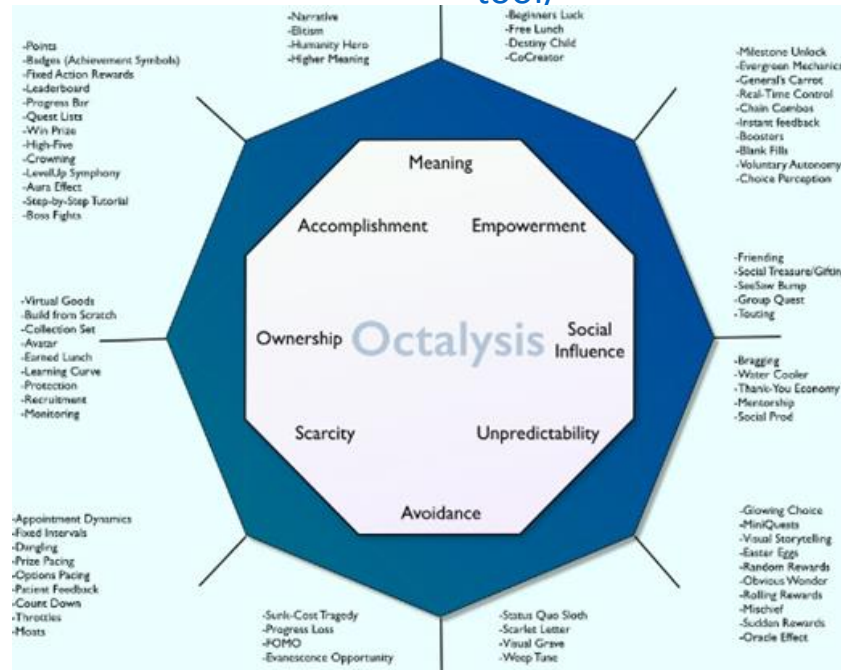 tool,
-Narrative
-Elitism
-Humanity Hero
-Higher Meaning
-Beginners Luck
-Free Lunch
-Destiny Child
-CoCreator
-Points
-Badges (Achievement Symbols)
-Fixed Action Rewards
-Leaderboard
-Progress Bar
-Quest Lists
-Win Prize
-High-Five
-Crowning
-LevelUp Symphony
-Aura Effect
-Step-by-Step Tutorial
-Boss Fights
-Milestone Unlock
-Evergreen Mechanics
-General's Carrot
-Real-Time Control
-Chain Combos
-Instant feedback
-Boosters
-Blank Fills
-Voluntary Autonomy
-Choice Perception
Meaning
Accomplishment
Empowerment
Ownership
Octalysis
Social
Influence
Scarcity
Unpredictability
Avoidance
-Virtual Goods
-Build from Scratch
-Collection Set
-Avatar
-Earned Lunch
-Learning Curve
-Protection
-Recruitment
-Monitoring
-Friending
-Social Treasure/Gifting
-SeeSaw Bump
-Group Quest
-Touting
-Bragging
-Water Cooler
-Thank-You Economy
-Mentorship
-Social Prod
-Appointment Dynamics
-Fixed Intervals
-Dangling
-Prize Pacing
-Options Pacing
-Patient Feedback
-Count Down
-Throttles
-Moats
-Sunk-Cost Tragedy
-Progress Loss
-FOMO
-Evanescence Opportunity
-Status Quo Sloth
-Scarlet Letter
-Visual Grave
-Weep Tune
-Glowing Choice
-MiniQuests
-Visual Storytelling
-Easter Eggs
-Random Rewards
-Obvious Wonder
-Rolling Rewards
-Mischief
-Sudden Rewards
-Oracle Effect